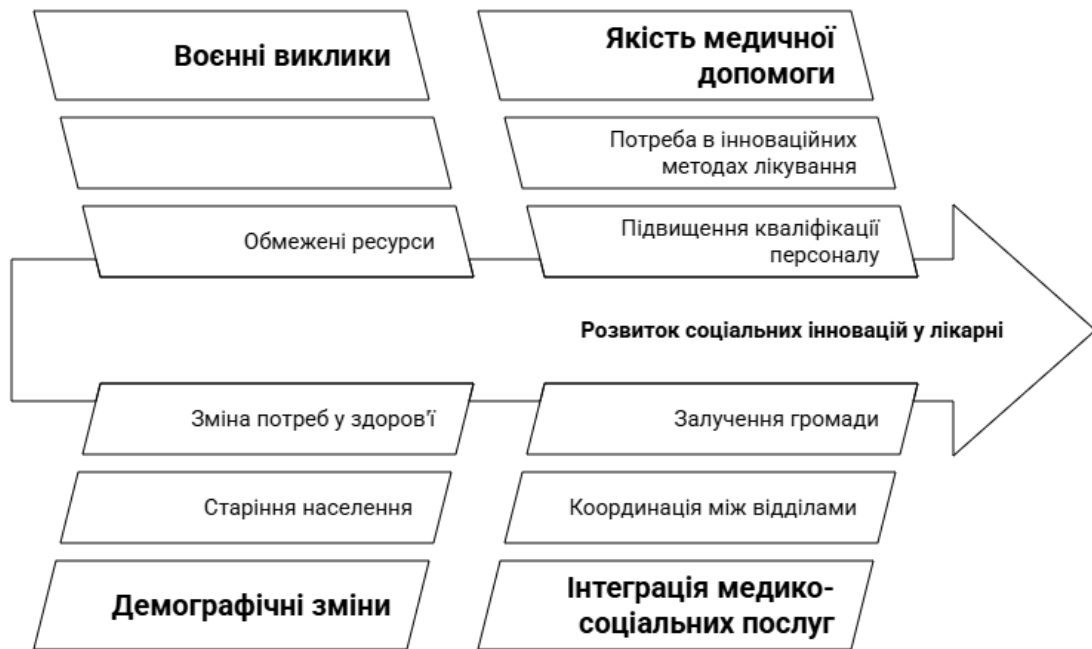 Воєнні виклики
Якість медичної
допомоги
Потреба в інноваційних
методах лікування
Обмежені ресурси
Підвищення кваліфікації
персоналу
Розвиток соціальних інновацій у лікарні
Зміна потреб у здоров'ї
Залучення громади
Старіння населення
Координація між відділами
Демографічні зміни
Інтеграція медико-
соціальних послуг